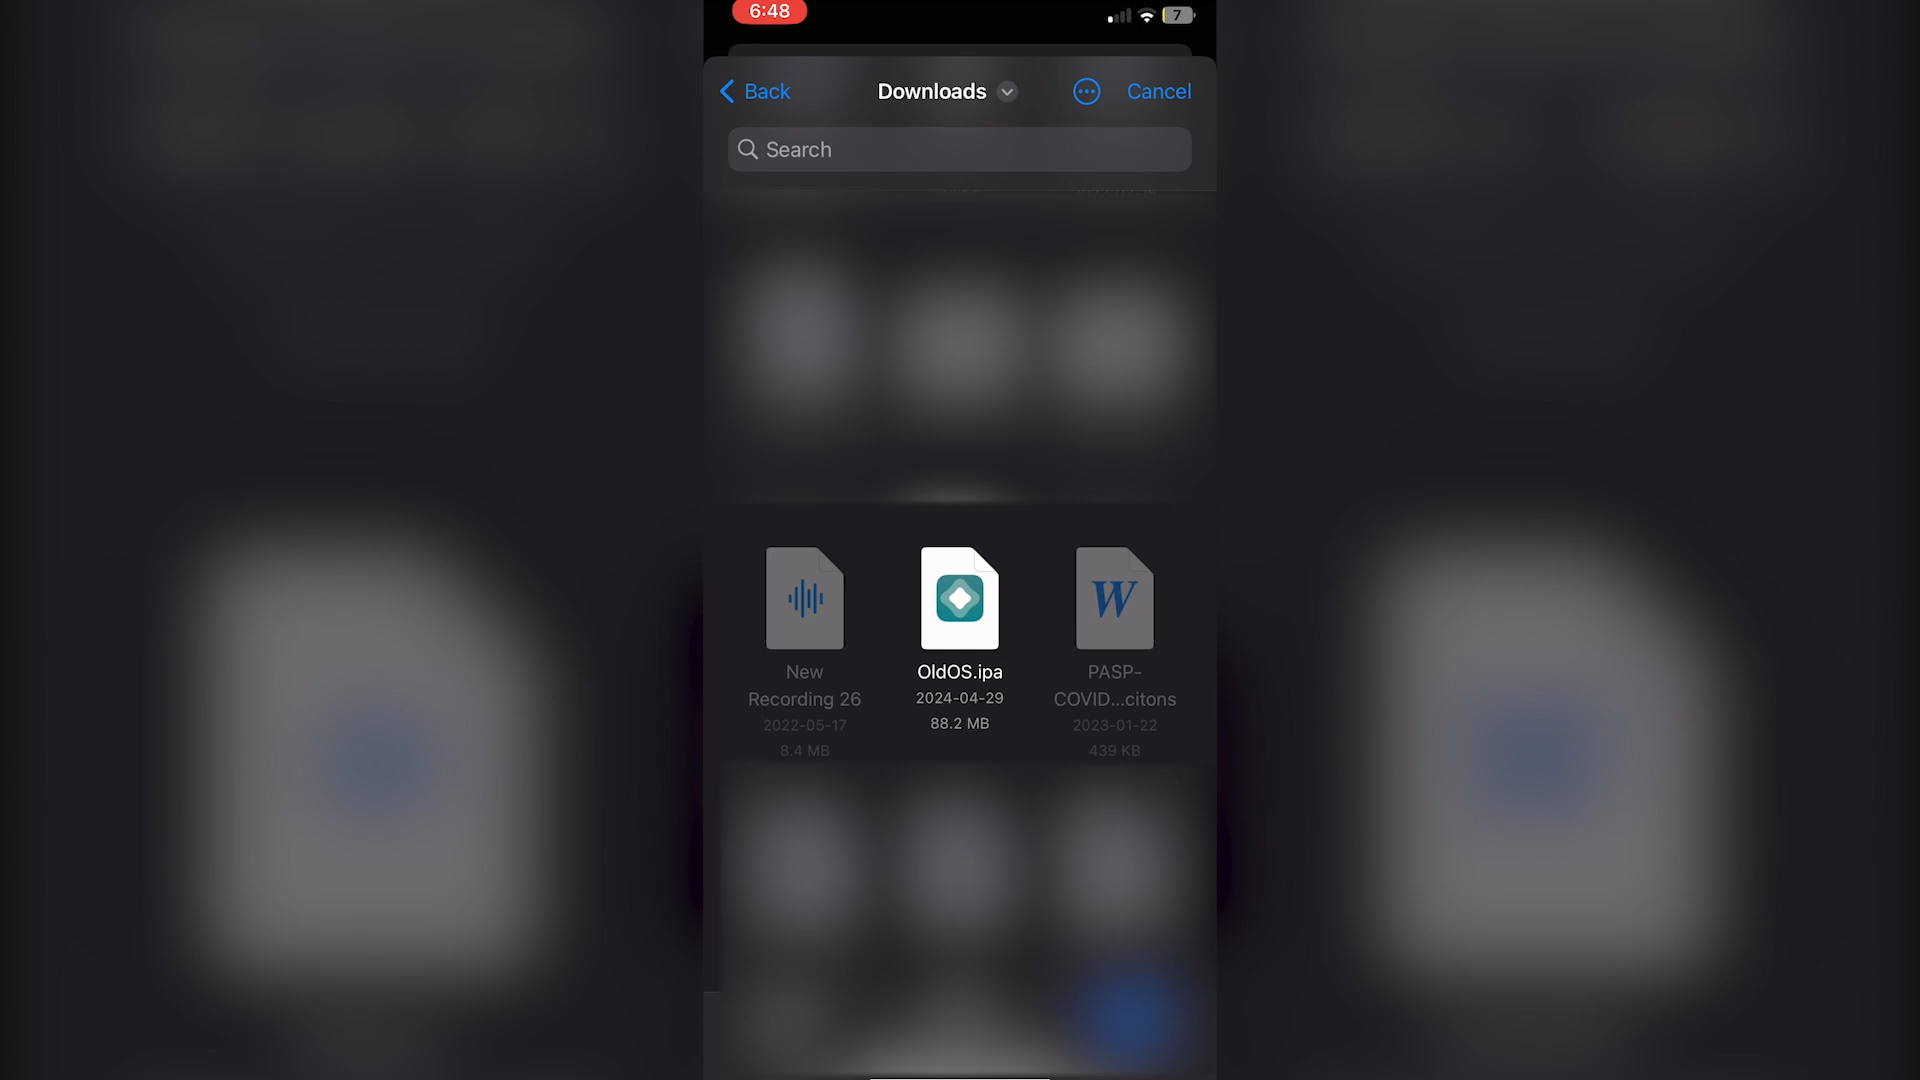 6:48
7
Back
Downloads
Cancel
Search
New
Recording 26
2022-05-17
8.4 MB
OldOS.ipa
2024-04-29
88.2 MB
W
PASP-
COVID...citons
2023-01-22
439 KB